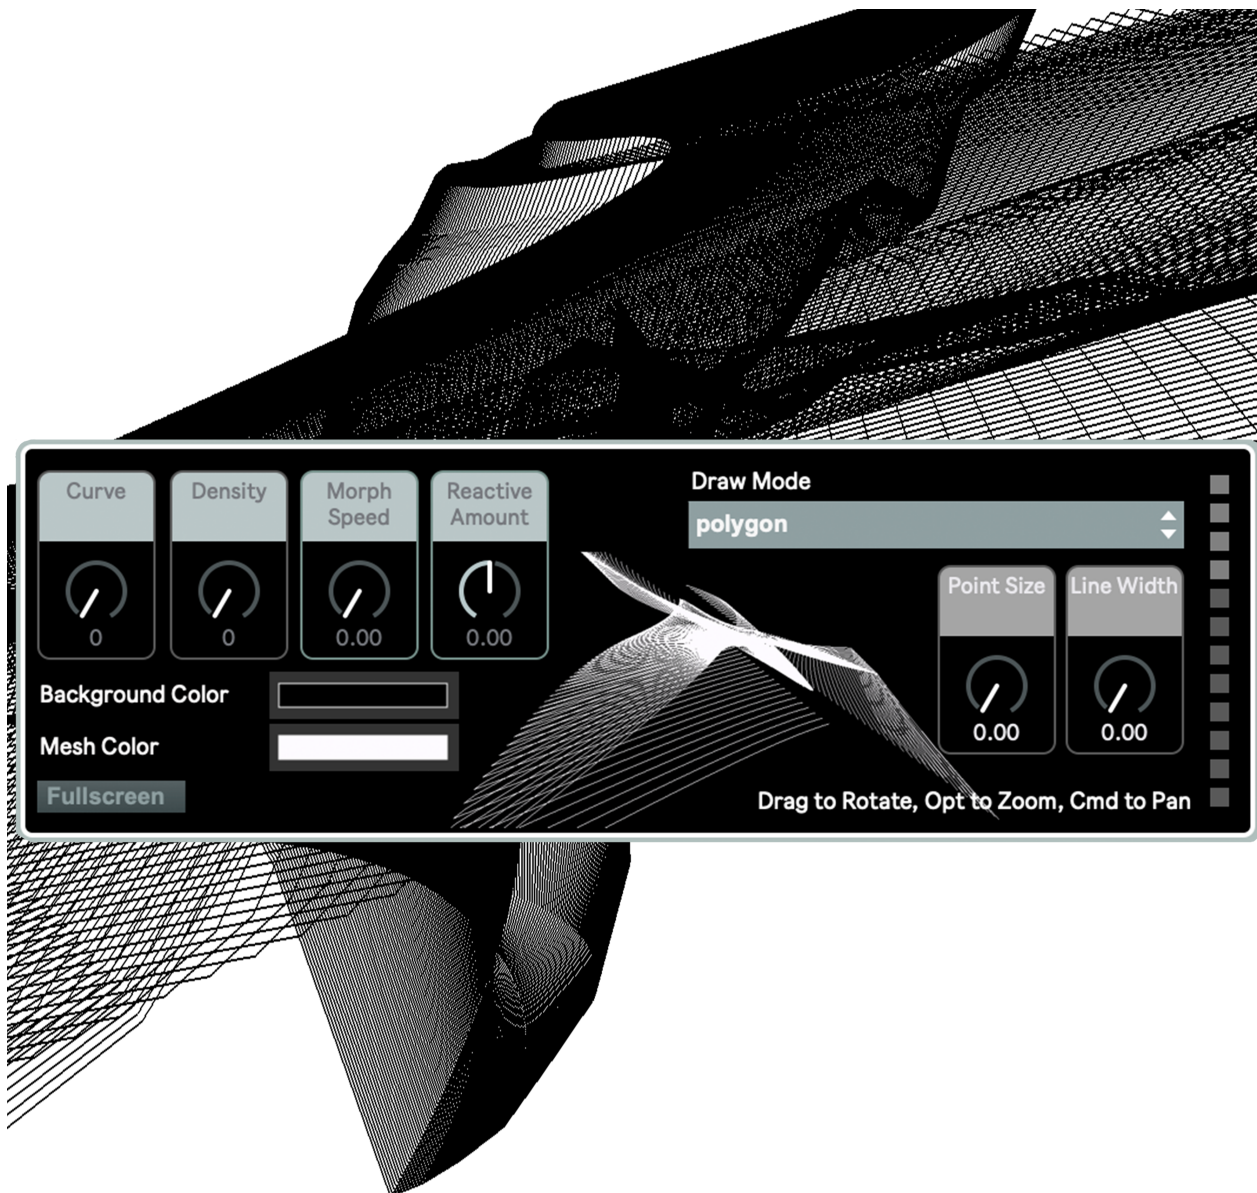 Curve
Density
Morph
Speed
Reactive
Amount
0
0
0.00
0.00
Background Color
Mesh Color
Fullscreen
Draw Mode
polygon
Point Size
Line Width
0.00
0.00
Drag to Rotate, Opt to Zoom, Cmd to Pan